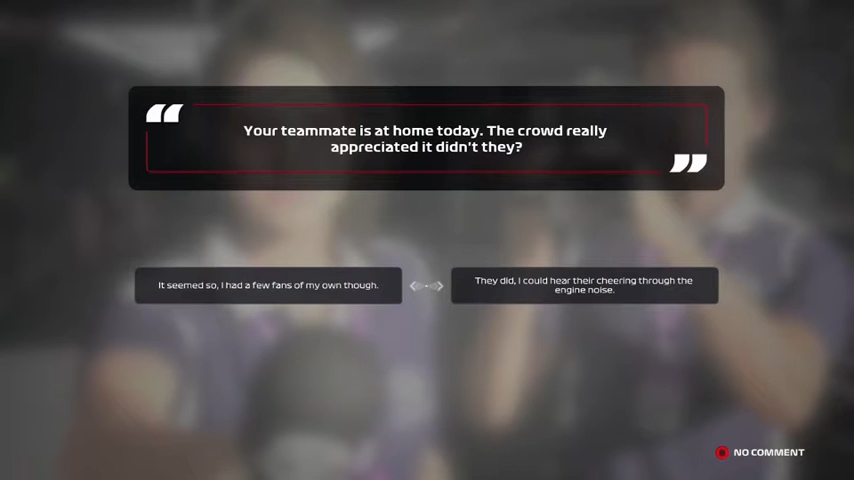 Your teammate is at home today. The crowd really
appreciated it didn't they?
It seemed so, I had a few fans of my own though.
They did, I could hear their cheering through the
engine noise.
NO COMMENT